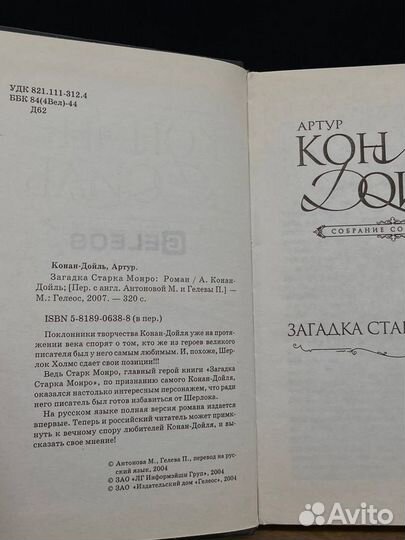 УДК 821.111-312.4
ББК 84(4Вел)-44
Д62
GELEOS
Конан-Дойль, Артур.
Загадка Старка Монро: Роман / А. Конан-
Дойль; [Пер. с англ. Антоновой М. и Гелевы П.] —
М.: Гелеос, 2007. — 320 с.
ISBN 5-8189-0638-8 (в пер.)
Поклонники творчества Конан-Дойля уже на протя-
жении века спорят о том, кто же из героев великого
писателя был у него самым любимым. И, похоже, Шер-
лок Холмс сдает свои позиции!!!
Ведь Старк Монро, главный герой книги «Загадка
Старка Монро», по признанию самого Конан-Дойля,
оказался настолько интересным персонажем, что ради
него писатель был готов избавиться от Шерлока.
На русском языке полная версия романа издается
впервые. Теперь и российский читатель может примк-
нуть к вечному спору любителей Конан-Дойля, и вы-
сказать свое мнение!
© Антонова М., Гелева П., перевод на рус-
ский язык, 2004
© ЗАО «ЛГ Информэйшн Груп», 2004
© ЗАО «Издательский дом «Гелеос», 2004
АРТУР
КОНАН
ДОЙЛ
СОБРАНИЕ СО
ЗАГАДКА СТАР
Avito